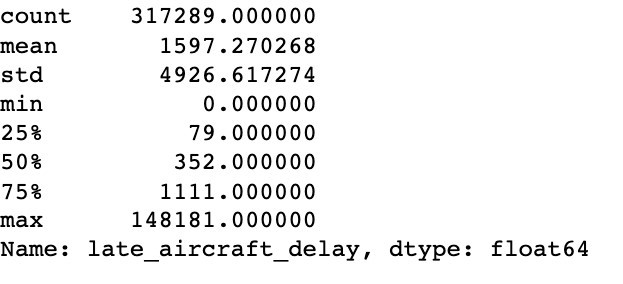 count    317289.000000
mean       1597.270268
std        4926.617274
min           0.000000
25%          79.000000
50%         352.000000
75%        1111.000000
max      148181.000000
Name: late_aircraft_delay, dtype: float64